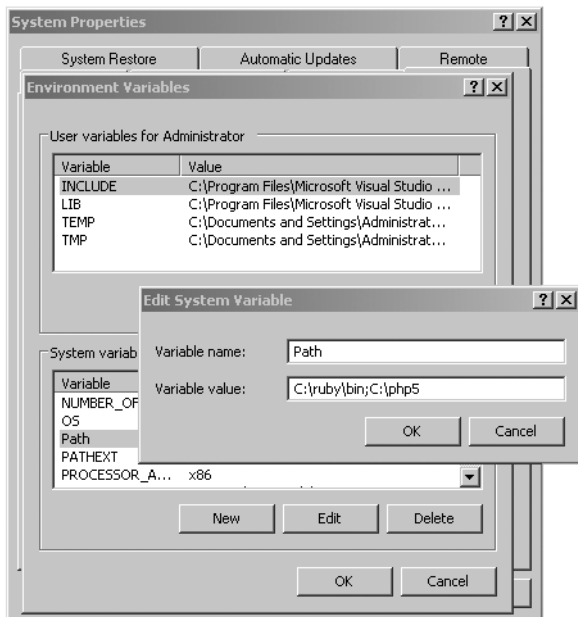 System Properties
System Restore Automatic Updates Remote
Environment Variables
User variables for Administrator
Variable Value
INCLUDE C:\Program Files\Microsoft Visual Studio ...
LIB C:\Program Files\Microsoft Visual Studio ...
TEMP C:\Documents and Settings\Administrat...
TMP C:\Documents and Settings\Administrat...
Edit System Variable
Variable name: Path
Variable value: C:\ruby\bin;C:\php5
OK Cancel
System variab
Variable
NUMBER_OF
OS
Path
PATHEXT
PROCESSOR_A... x86
New Edit Delete
OK Cancel